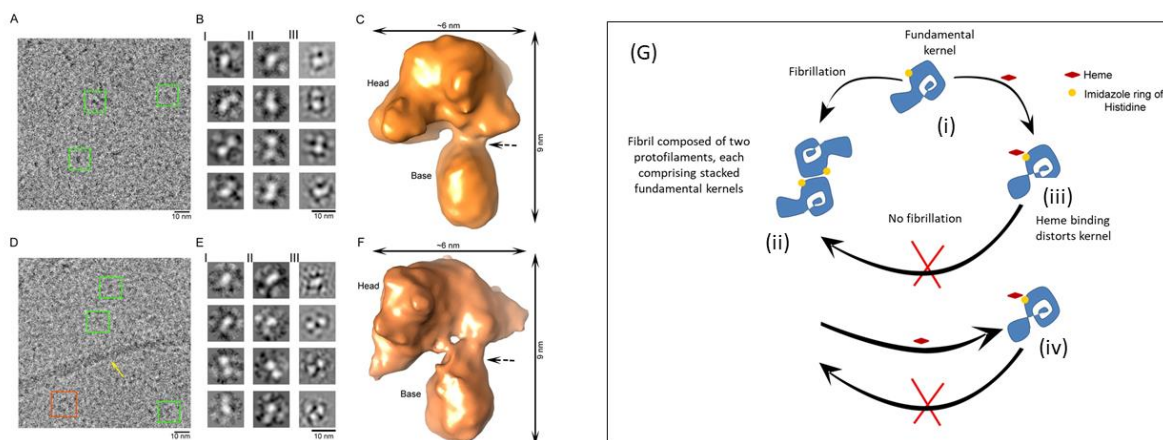 A
B
I II III
C
~6 nm
Head
9 nm
Base
10 nm
10 nm
D
E
I II III
F
~6 nm
Head
9 nm
Base
10 nm
10 nm
(G)
Fundamental
kernel
Fibrillation
Heme
Imidazole ring of
Histidine
(i)
Fibril composed of two
protofilaments, each
comprising stacked
fundamental kernels
(iii)
(ii)
No fibrillation
Heme binding
distorts kernel
(iv)